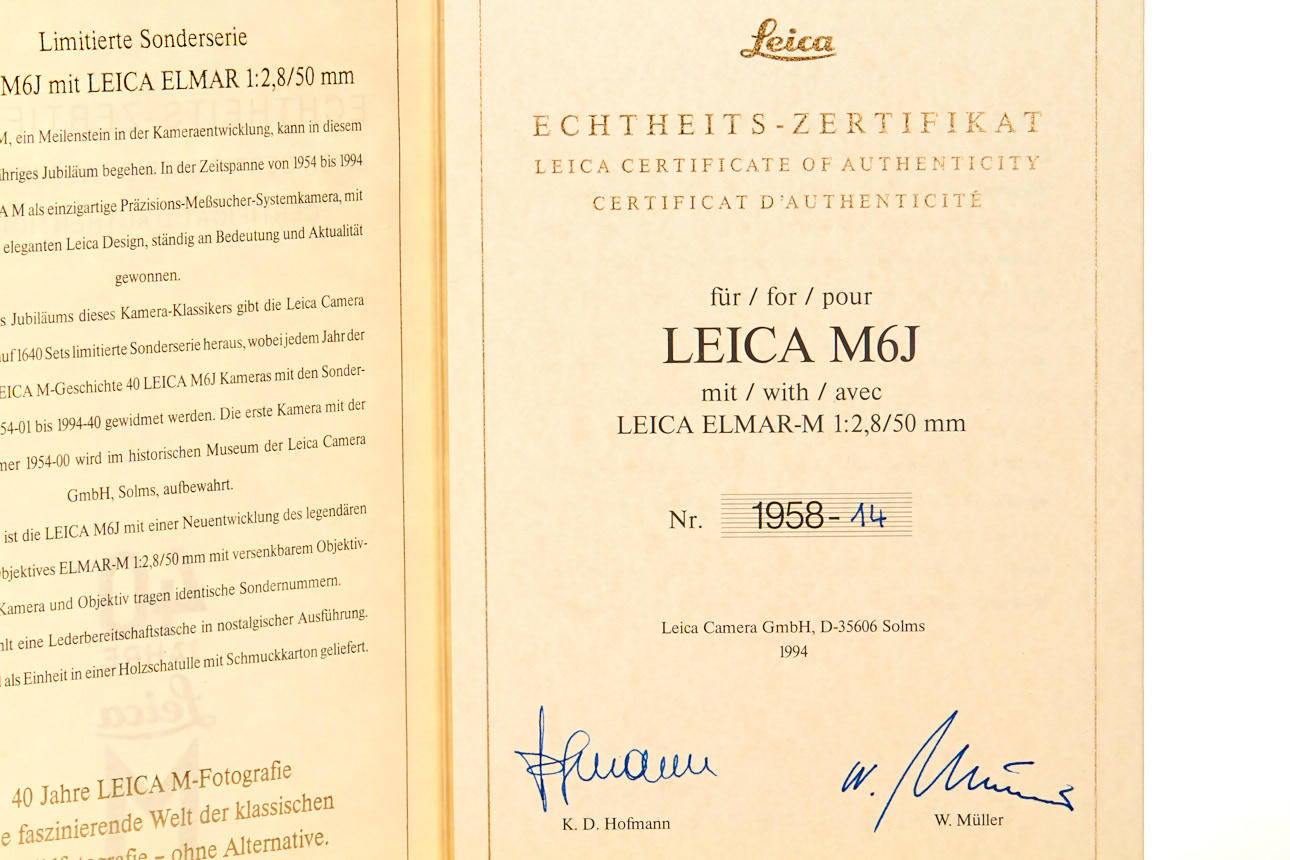 Limitierte Sonderserie
M6J mit LEICA ELMAR 1:2,8/50 mm
M, ein Meilenstein in der Kameraentwicklung, kann in diesem
hriges Jubiläum begehen. In der Zeitspanne von 1954 bis 1994
A M als einzigartige Präzisions-Meßsucher-Systemkamera, mit
eleganten Leica Design, ständig an Bedeutung und Aktualität
gewonnen.
s Jubiläums dieses Kamera-Klassikers gibt die Leica Camera
uf 1640 Sets limitierte Sonderserie heraus, wobei jedem Jahr der
EICA M-Geschichte 40 LEICA M6J Kameras mit den Sonder-
54-01 bis 1994-40 gewidmet werden. Die erste Kamera mit der
mer 1954-00 wird im historischen Museum der Leica Camera
GmbH, Solms, aufbewahrt.
ist die LEICA M6J mit einer Neuentwicklung des legendären
bjektives ELMAR-M 1:2,8/50 mm mit versenkbarem Objektiv-
Kamera und Objektiv tragen identische Sondernummern.
hlt eine Lederbereitschaftstasche in nostalgischer Ausführung.
als Einheit in einer Holzschatulle mit Schmuckkarton geliefert.
40 Jahre LEICA M-Fotografie
e faszinierende Welt der klassischen
– ohne Alternative.
Leica
ECHTHEITS-ZERTIFIKAT
LEICA CERTIFICATE OF AUTHENTICITY
CERTIFICAT D'AUTHENTICITÉ
für / for / pour
LEICA M6J
mit / with / avec
LEICA ELMAR-M 1:2,8/50 mm
Nr. 1958-14
Leica Camera GmbH, D-35606 Solms
1994
K. D. Hofmann
W. Müller